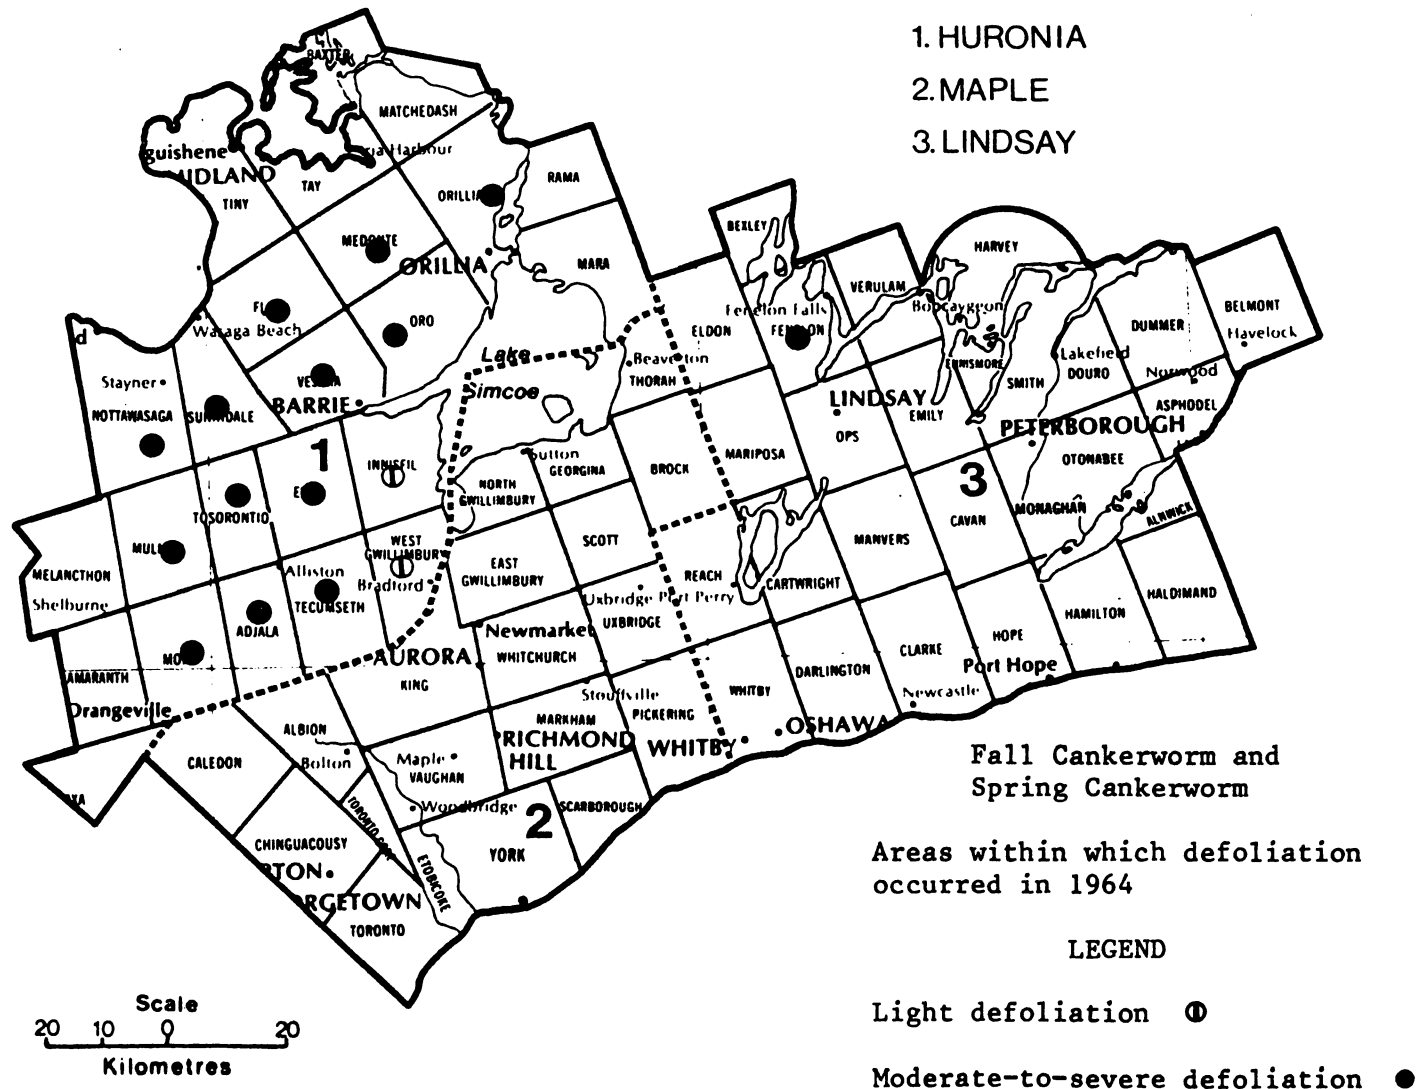 1. HURONIA
2. MAPLE
3. LINDSAY
BAXTER
MATCHEDASH
guishene
MIDLAND
TAY
TINY
RAMA
ORILLIA
MEDONTE
ORILLIA
MARA
BEXLEY
HARVEY
VERULAM
Bobcaygeon
BELMONT
Havelock
Fenelon Falls
FENELON
ELDON
DUMMER
Wasaga Beach
ORO
Lake
Simcoe
Beaverton
THORAH
ENNISMORE
SMITH
Lakefield
DOURO
Norwood
Stayner
NOTTAWASAGA
SUNNIDALE
BARRIE
LINDSAY
OPS
EMILY
PETERBOROUGH
ASPHODEL
1
INNISFIL
Sutton
GEORGINA
BROCK
MARIPOSA
OTONABEE
3
NORTH
GWILLIMBURY
TOSORONTIO
CAVAN
MONAGHAN
ALNWICK
WEST
GWILLIMBURY
SCOTT
MANVERS
MELANCTHON
Shelburne
Alliston
Bradford
TECUMSETH
EAST
GWILLIMBURY
REACH
Port Perry
CARTWRIGHT
Uxbridge
UXBRIDGE
HALDIMAND
HAMILTON
ADJALA
Newmarket
WHITCHURCH
AURORA
KING
HOPE
Port Hope
CLARKE
DARLINGTON
AMARANTH
Orangeville
Newcastle
WHITBY
Stouffville
PICKERING
MARKHAM
ALBION
Bolton
CALEDON
RICHMOND
HILL
WHITBY
OSHAWA
Maple
VAUGHAN
Woodbridge
SCARBOROUGH
2
YORK
TORONTO GORE
CHINGUACOUSY
ETOBICOKE
TORONTO
Fall Cankerworm and
Spring Cankerworm
Areas within which defoliation
occurred in 1964
LEGEND
Light defoliation
Moderate-to-severe defoliation
Scale
20 10 0 20
Kilometres